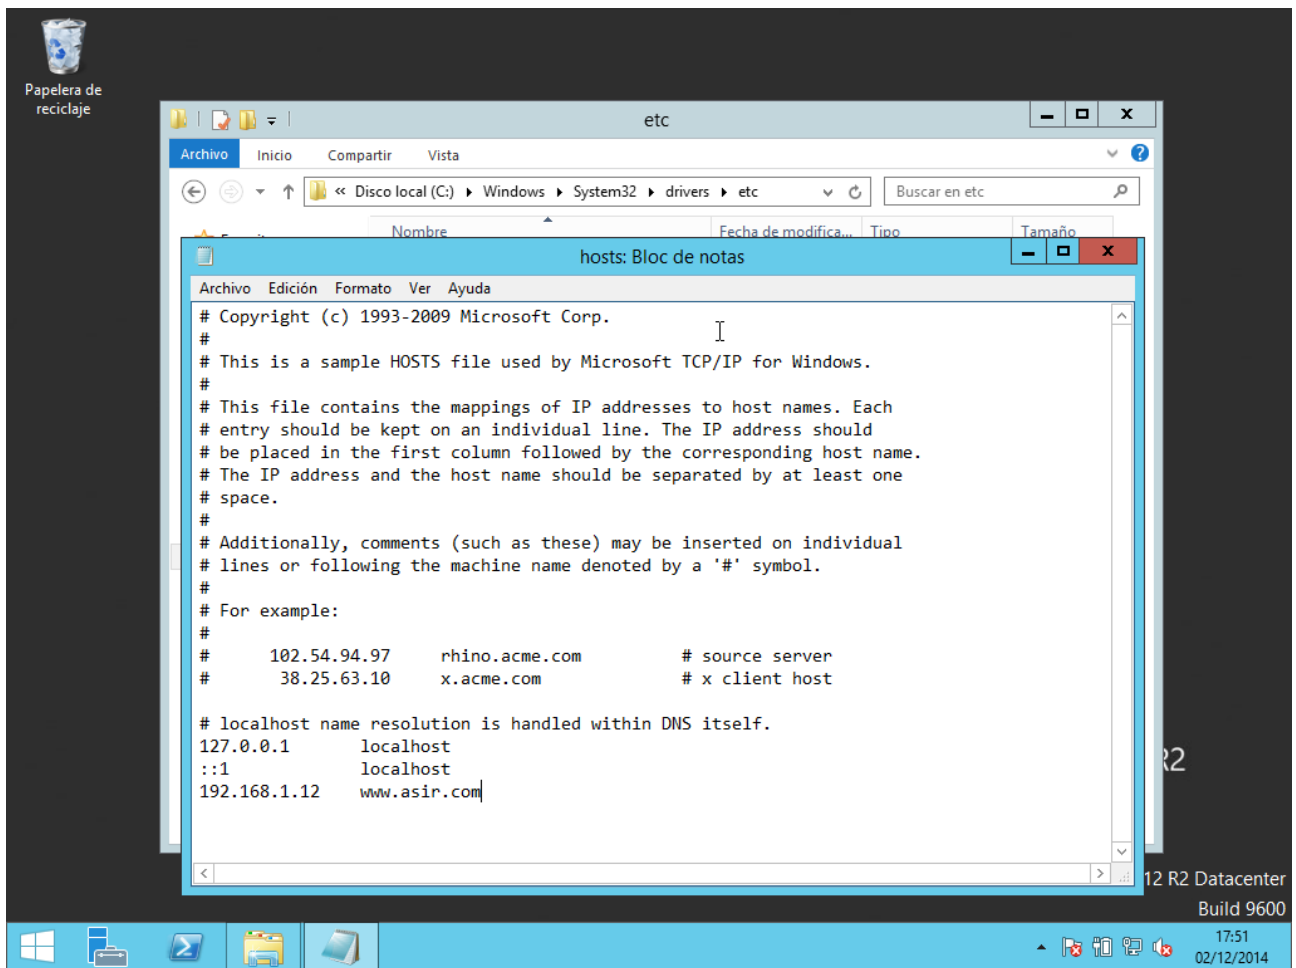 Papelera de
reciclaje
etc
Archivo Inicio Compartir Vista
« Disco local (C:) Windows System32 drivers etc Buscar en etc
Nombre Fecha de modifica... Tipo Tamaño
hosts: Bloc de notas
Archivo Edición Formato Ver Ayuda
# Copyright (c) 1993-2009 Microsoft Corp.
#
# This is a sample HOSTS file used by Microsoft TCP/IP for Windows.
#
# This file contains the mappings of IP addresses to host names. Each
# entry should be kept on an individual line. The IP address should
# be placed in the first column followed by the corresponding host name.
# The IP address and the host name should be separated by at least one
# space.
#
# Additionally, comments (such as these) may be inserted on individual
# lines or following the machine name denoted by a '#' symbol.
#
# For example:
#
#      102.54.94.97     rhino.acme.com          # source server
#       38.25.63.10     x.acme.com              # x client host
# localhost name resolution is handled within DNS itself.
127.0.0.1       localhost
::1             localhost
192.168.1.12    www.asir.com
R2
12 R2 Datacenter
Build 9600
17:51
02/12/2014